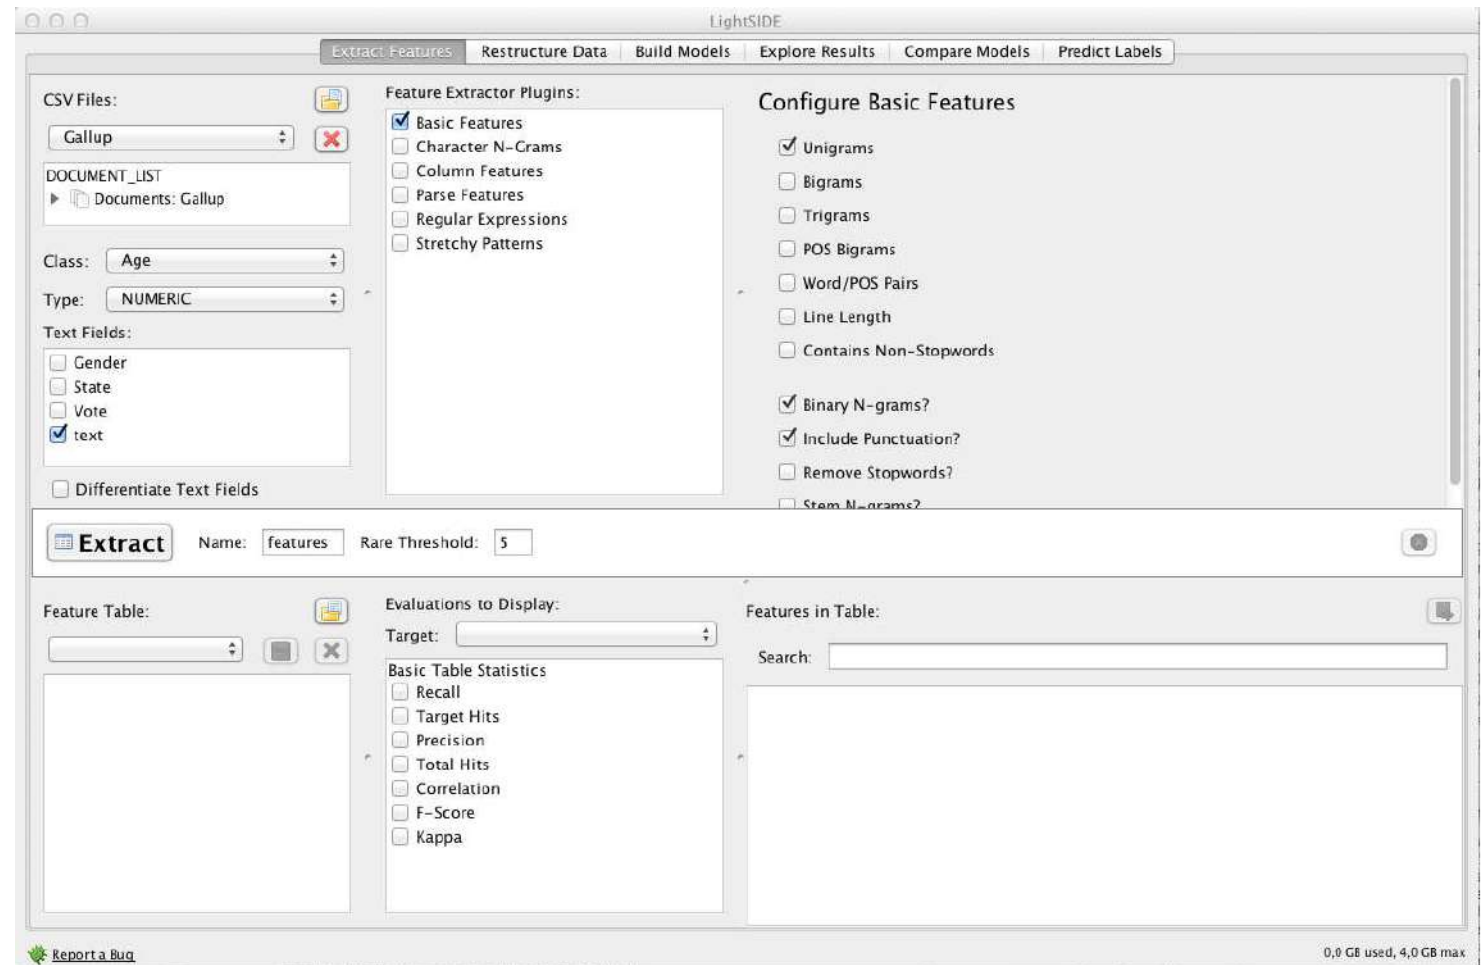 LightSIDE
Extract Features
Restructure Data
Build Models
Explore Results
Compare Models
Predict Labels
CSV Files:
Gallup
DOCUMENT_LIST
Documents: Gallup
Class: Age
Type: NUMERIC
Text Fields:
Gender
State
Vote
text
Differentiate Text Fields
Feature Extractor Plugins:
Basic Features
Character N-Grams
Column Features
Parse Features
Regular Expressions
Stretchy Patterns
Configure Basic Features
Unigrams
Bigrams
Trigrams
POS Bigrams
Word/POS Pairs
Line Length
Contains Non-Stopwords
Binary N-grams?
Include Punctuation?
Remove Stopwords?
Stem N-grams?
Extract Name: features Rare Threshold: 5
Feature Table:
Evaluations to Display:
Target:
Basic Table Statistics
Recall
Target Hits
Precision
Total Hits
Correlation
F-Score
Kappa
Features in Table:
Search:
Report a Bug
0,0 GB used, 4,0 GB max